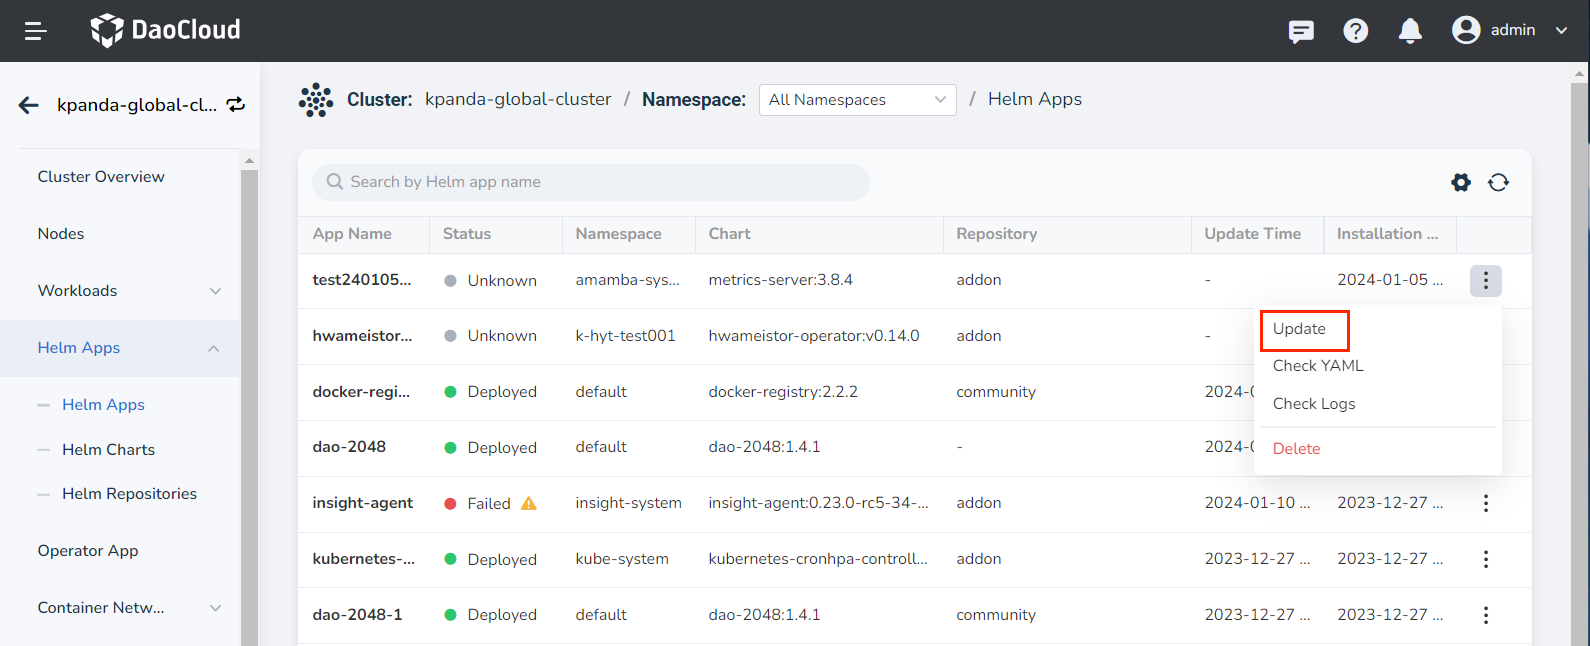 DaoCloud
admin
kpanda-global-cl...
Cluster: kpanda-global-cluster / Namespace: All Namespaces / Helm Apps
Cluster Overview
Nodes
Workloads
Helm Apps
Helm Apps
Helm Charts
Helm Repositories
Operator App
Container Netw...
Search by Helm app name
App Name Status Namespace Chart Repository Update Time Installation ...
test240105... Unknown amamba-sys... metrics-server:3.8.4 addon - 2024-01-05 ...
hwameistor... Unknown k-hyt-test001 hwameistor-operator:v0.14.0 addon -
docker-regi... Deployed default docker-registry:2.2.2 community 2024-0
dao-2048 Deployed default dao-2048:1.4.1 - 2024-0
insight-agent Failed insight-system insight-agent:0.23.0-rc5-34-... addon 2024-01-10 ... 2023-12-27 ...
kubernetes-... Deployed kube-system kubernetes-cronhpa-controll... addon 2023-12-27 ... 2023-12-27 ...
dao-2048-1 Deployed default dao-2048:1.4.1 community 2023-12-27 ... 2023-12-27 ...
Update
Check YAML
Check Logs
Delete